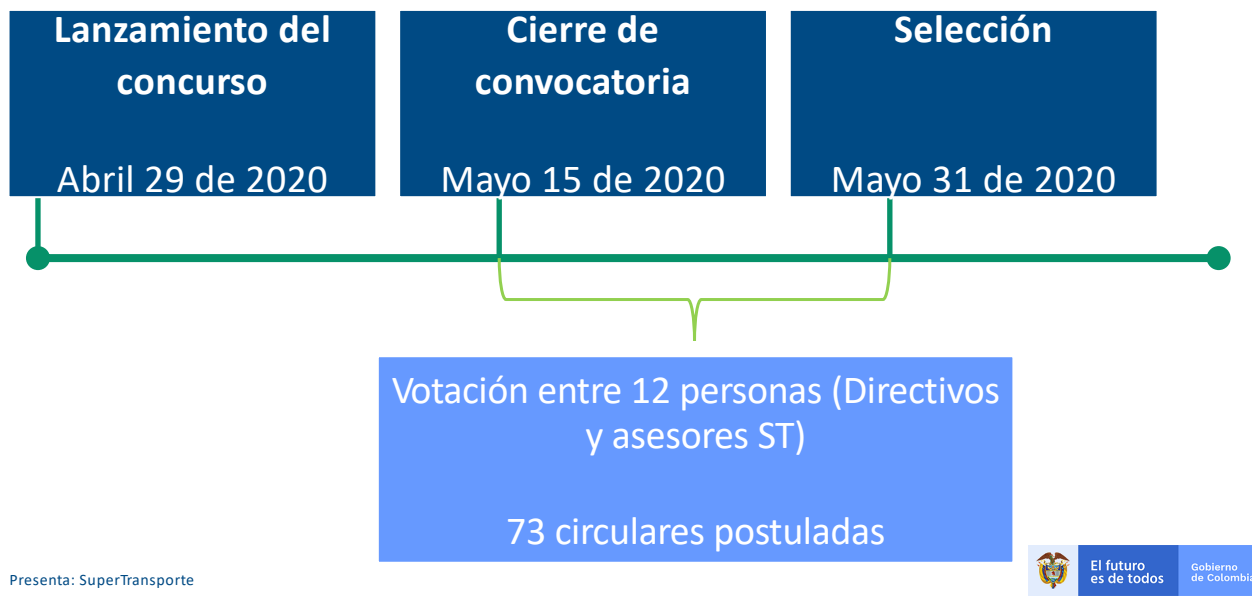 Lanzamiento del
concurso
Abril 29 de 2020
Cierre de
convocatoria
Mayo 15 de 2020
Selección
Mayo 31 de 2020
Votación entre 12 personas (Directivos
y asesores ST)
73 circulares postuladas
Presenta: SuperTransporte
El futuro
es de todos
Gobierno
de Colombia